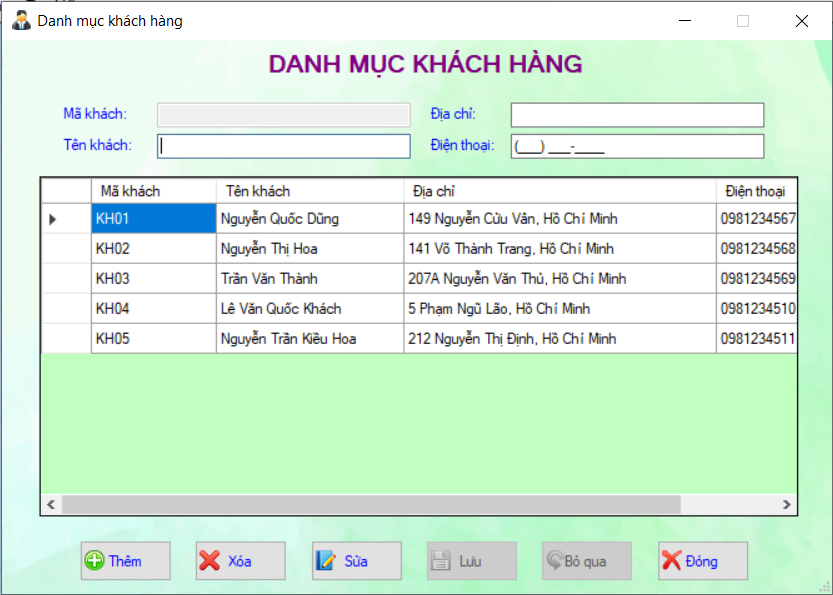 Danh mục khách hàng
DANH MỤC KHÁCH HÀNG
Mã khách: Địa chỉ:
Tên khách: Điện thoại: (___) ___-____
Mã khách Tên khách Địa chỉ Điện thoại
KH01 Nguyễn Quốc Dũng 149 Nguyễn Cửu Vân, Hồ Chí Minh 0981234567
KH02 Nguyễn Thị Hoa 141 Võ Thành Trang, Hồ Chí Minh 0981234568
KH03 Trần Văn Thành 207A Nguyễn Văn Thủ, Hồ Chí Minh 0981234569
KH04 Lê Văn Quốc Khách 5 Phạm Ngũ Lão, Hồ Chí Minh 0981234510
KH05 Nguyễn Trần Kiều Hoa 212 Nguyễn Thị Định, Hồ Chí Minh 0981234511
Thêm Xóa Sửa Lưu Bỏ qua Đóng